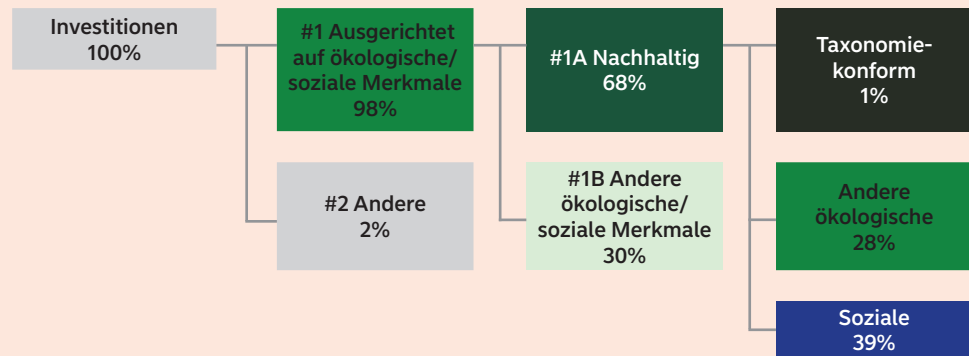 Investitionen
100%
#1 Ausgerichtet
auf ökologische/
soziale Merkmale
98%
#2 Andere
2%
#1A Nachhaltig
68%
#1B Andere
ökologische/
soziale Merkmale
30%
Taxonomie-
konform
1%
Andere
ökologische
28%
Soziale
39%